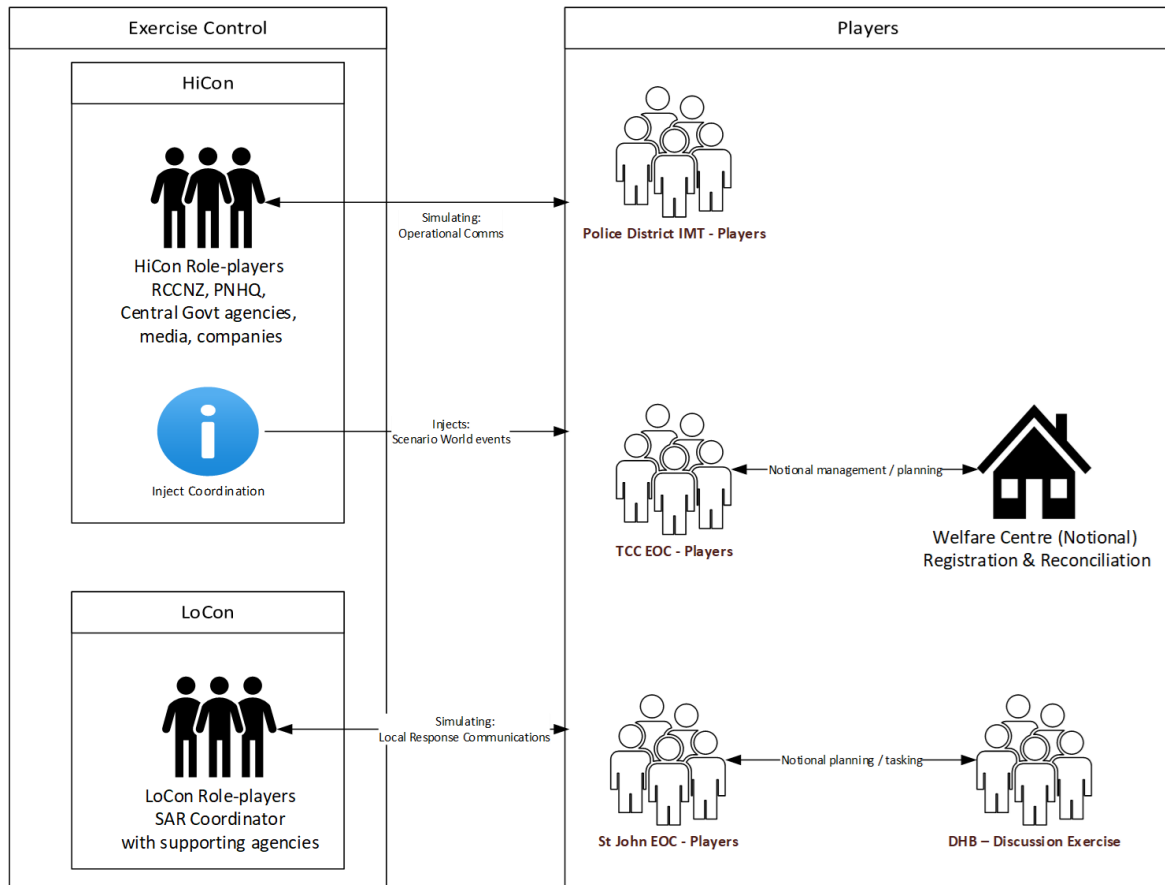 Exercise Control
HiCon
HiCon Role-players
RCCNZ, PNHQ,
Central Govt agencies,
media, companies
Inject Coordination
LoCon
LoCon Role-players
SAR Coordinator
with supporting agencies
Simulating:
Operational Comms
Injects:
Scenario World events
Simulating:
Local Response Communications
Players
Police District IMT - Players
TCC EOC - Players
Notional management / planning
Welfare Centre (Notional)
Registration & Reconciliation
St John EOC - Players
Notional planning / tasking
DHB – Discussion Exercise